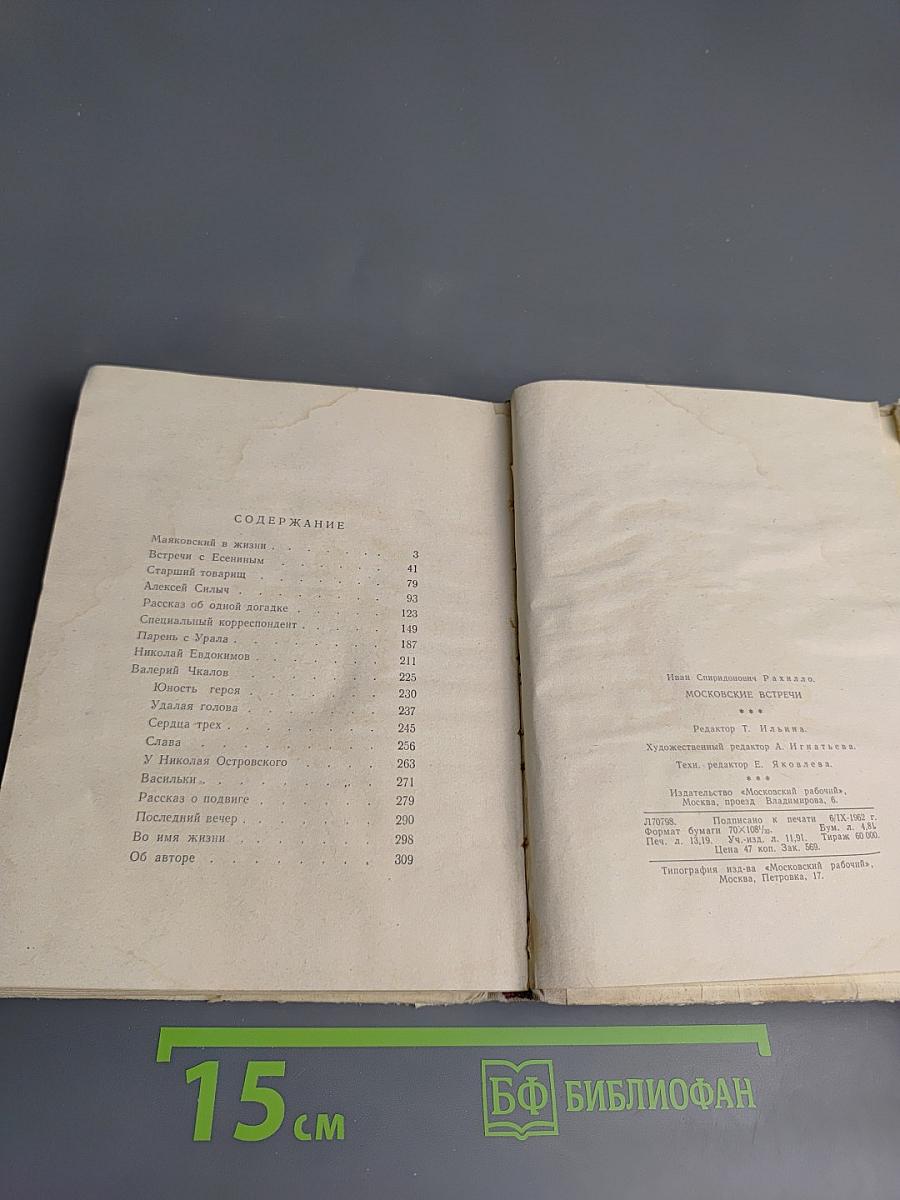 СОДЕРЖАНИЕ
Маяковский в жизни . . . . . . 3
Встречи с Есениным . . . . . . 41
Старший товарищ . . . . . . 79
Алексей Силыч . . . . . . 93
Рассказ об одной догадке . . . . . . 123
Специальный корреспондент . . . . . . 149
Парень с Урала . . . . . . 187
Николай Евдокимов . . . . . . 211
Валерий Чкалов . . . . . . 225
Юность героя . . . . . . 230
Удалая голова . . . . . . 237
Сердца трех . . . . . . 245
Слава . . . . . . 256
У Николая Островского . . . . . . 263
Васильки . . . . . . 271
Рассказ о подвиге . . . . . . 279
Последний вечер . . . . . . 290
Во имя жизни . . . . . . 298
Об авторе . . . . . . 309
Иван Спиридонович Рахилло.
МОСКОВСКИЕ ВСТРЕЧИ
* * *
Редактор Т. Ильина.
Художественный редактор А. Игнатьева.
Техн. редактор Е. Яковлева.
* * *
Издательство «Московский рабочий»,
Москва, проезд Владимирова, 6.
Л70798. Подписано к печати 6/IX-1962 г.
Формат бумаги 70×108¹/₃₂. Бум. л. 4,81.
Печ. л. 13,19. Уч.-изд. л. 11,91. Тираж 60 000.
Цена 47 коп. Зак. 569.
Типография изд-ва «Московский рабочий»,
Москва, Петровка, 17.
15 см
БФ БИБЛИОФАН